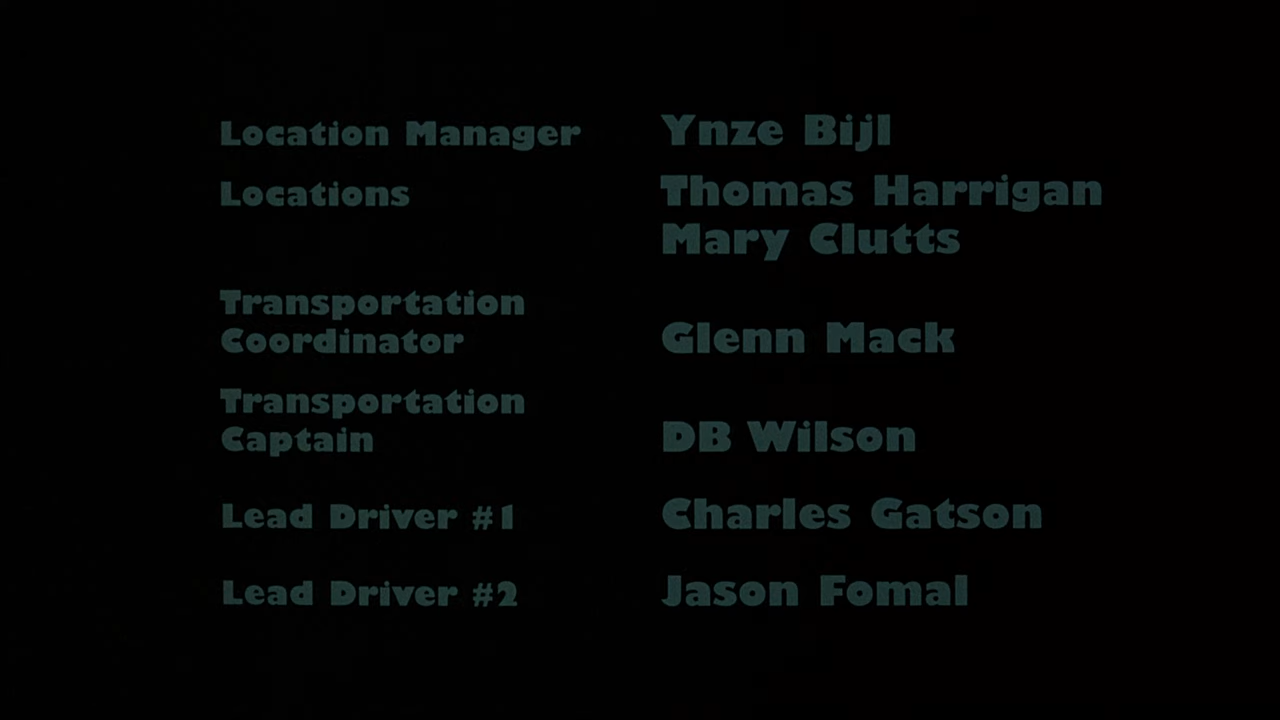 Location Manager Ynze Bijl
Locations Thomas Harrigan
Mary Clutts
Transportation
Coordinator Glenn Mack
Transportation
Captain DB Wilson
Lead Driver #1 Charles Gatson
Lead Driver #2 Jason Fomal